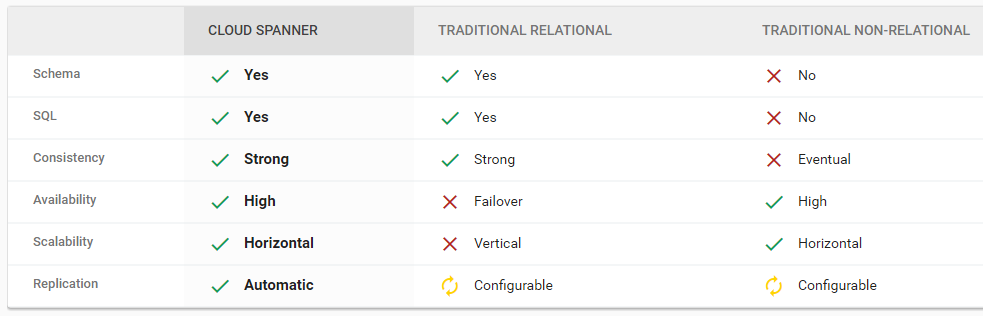 CLOUD SPANNER TRADITIONAL RELATIONAL TRADITIONAL NON-RELATIONAL
Schema Yes Yes No
SQL Yes Yes No
Consistency Strong Strong Eventual
Availability High Failover High
Scalability Horizontal Vertical Horizontal
Replication Automatic Configurable Configurable